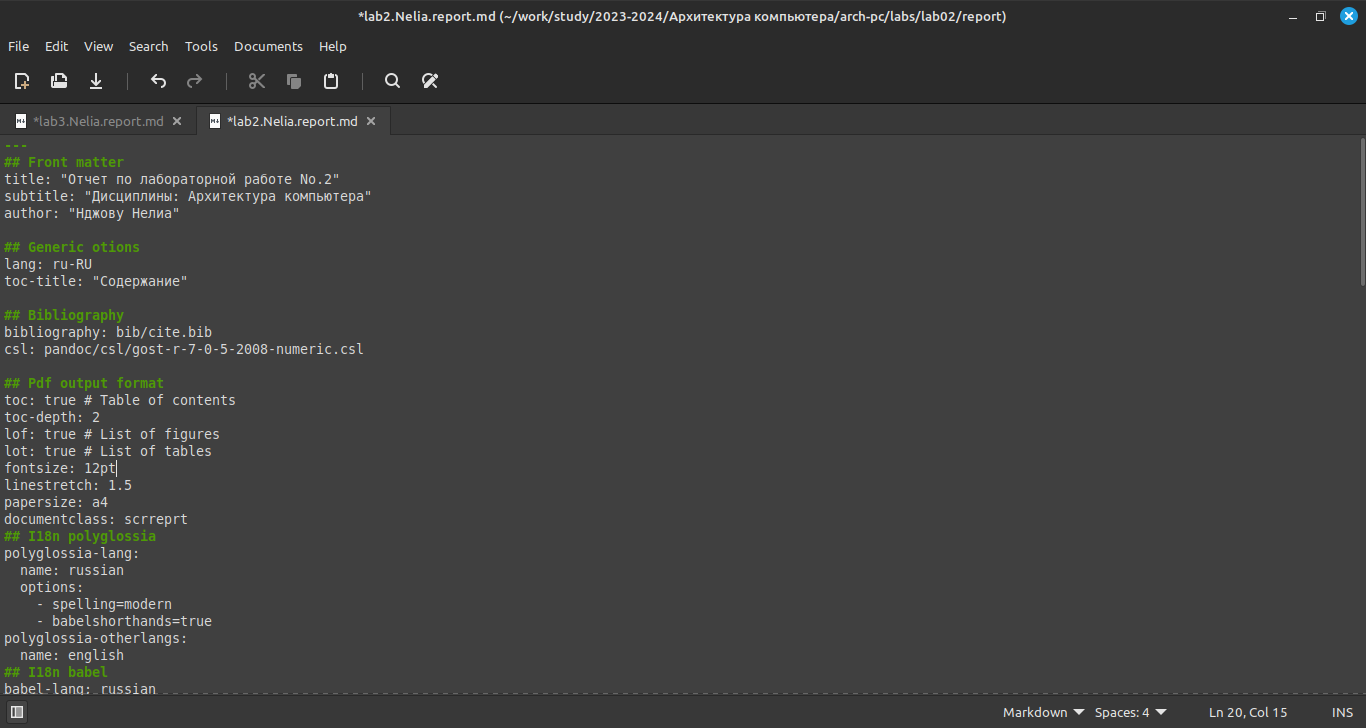 *lab2.Nelia.report.md (~/work/study/2023-2024/Архитектура компьютера/arch-pc/labs/lab02/report)
File Edit View Search Tools Documents Help
*lab3.Nelia.report.md *lab2.Nelia.report.md
---
## Front matter
title: "Отчет по лабораторной работе No.2"
subtitle: "Дисциплины: Архитектура компьютера"
author: "Нджову Нелиа"
## Generic otions
lang: ru-RU
toc-title: "Содержание"
## Bibliography
bibliography: bib/cite.bib
csl: pandoc/csl/gost-r-7-0-5-2008-numeric.csl
## Pdf output format
toc: true # Table of contents
toc-depth: 2
lof: true # List of figures
lot: true # List of tables
fontsize: 12pt
linestretch: 1.5
papersize: a4
documentclass: scrreprt
## I18n polyglossia
polyglossia-lang:
  name: russian
  options:
    - spelling=modern
    - babelshorthands=true
polyglossia-otherlangs:
  name: english
## I18n babel
babel-lang: russian
Markdown Spaces: 4 Ln 20, Col 15 INS